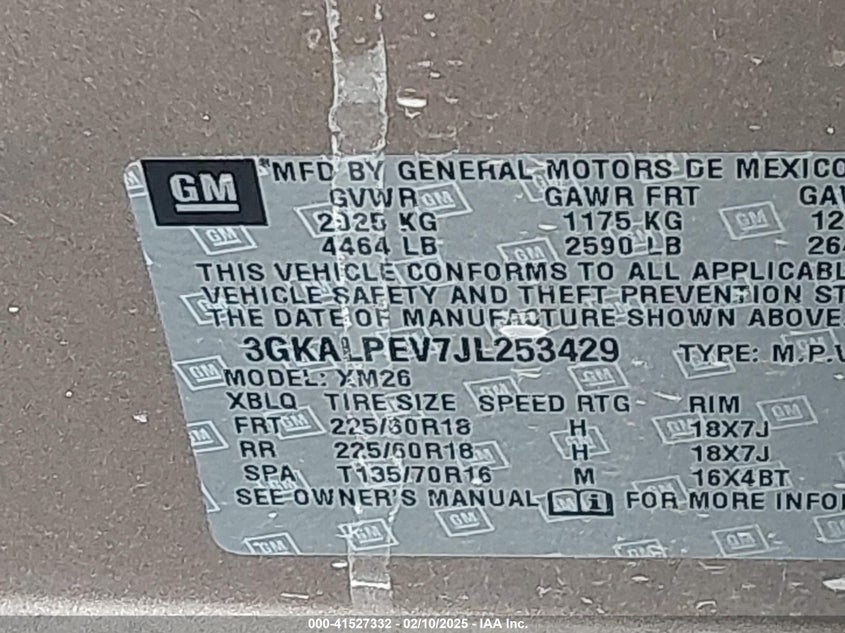 GM
*MFD BY GENERAL MOTORS DE MEXICO
GVWR GAWR FRT GA
2025 KG 1175 KG 12
4464 LB 2590 LB 264
THIS VEHICLE CONFORMS TO ALL APPLICABL
VEHICLE SAFETY AND THEFT PREVENTION ST
THE DATE OF MANUFACTURE SHOWN ABOVE.
3GKALPEV7JL253429 TYPE: M.P.V
MODEL: XM26
XBLQ TIRE SIZE SPEED RTG RIM
FRT 225/60R18 H 18X7J
RR 225/60R18 H 18X7J
SPA T135/70R16 M 16X4BT
SEE OWNER'S MANUAL i FOR MORE INFO
000-41527332 - 02/10/2025 - IAA Inc.